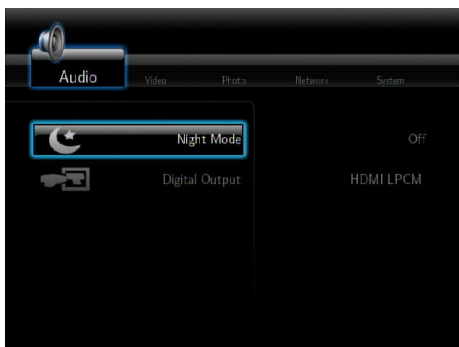 Audio Video Photo Network System
Night Mode Off
Digital Output HDMI LPCM